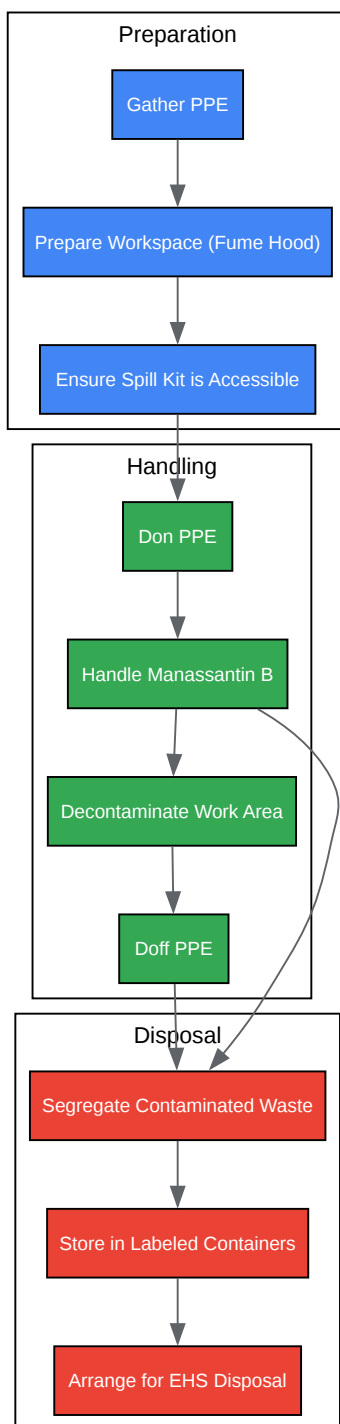 Preparation
Gather PPE
Prepare Workspace (Fume Hood)
Ensure Spill Kit is Accessible
Handling
Don PPE
Handle Manassantin B
Decontaminate Work Area
Doff PPE
Disposal
Segregate Contaminated Waste
Store in Labeled Containers
Arrange for EHS Disposal